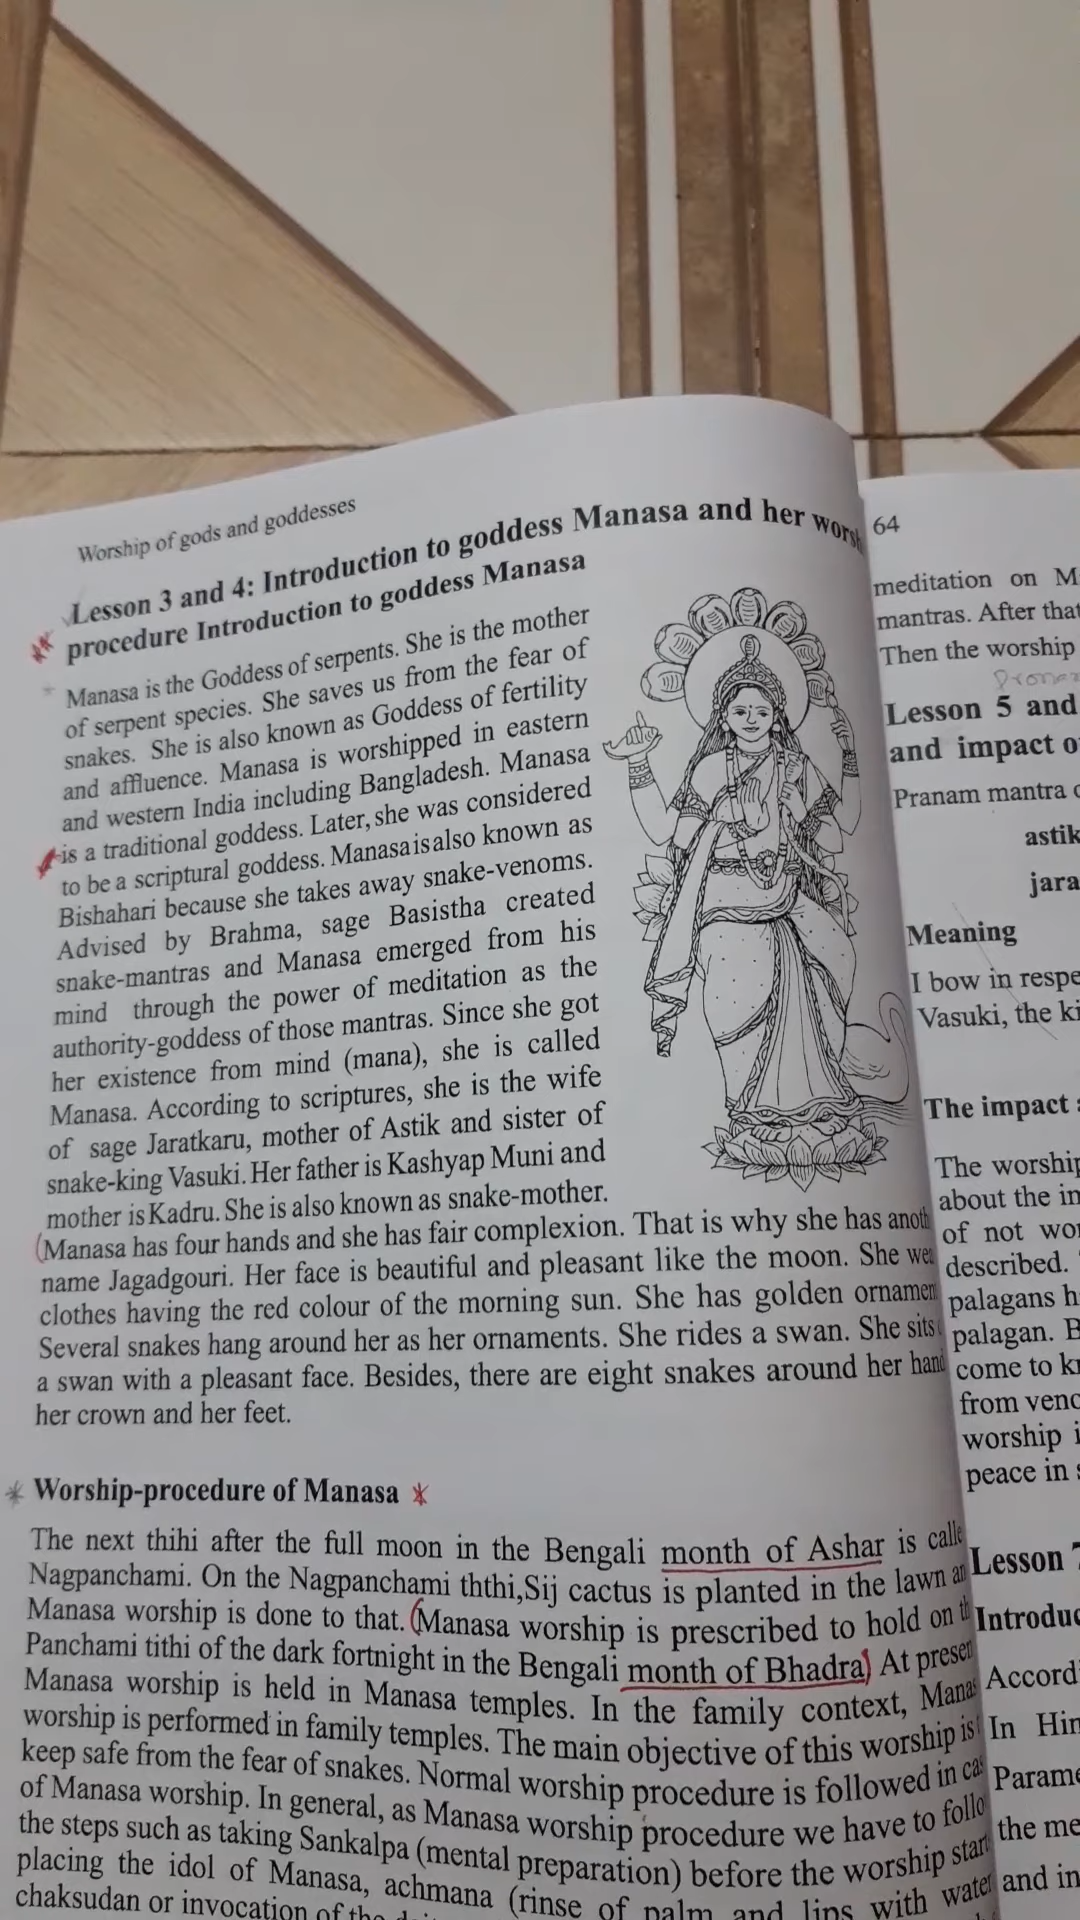 Worship of gods and goddesses
Lesson 3 and 4: Introduction to goddess Manasa and her
procedure Introduction to goddess Manasa
Manasa is the Goddess of serpents. She is the mother
of serpent species. She saves us from the fear of
snakes. She is also known as Goddess of fertility
and affluence. Manasa is worshipped in eastern
and western India including Bangladesh. Manasa
is a traditional goddess. Later, she was considered
to be a scriptural goddess. Manasa is also known as
Bishahari because she takes away snake-venoms.
Advised by Brahma, sage Basistha created
snake-mantras and Manasa emerged from his
mind through the power of meditation as the
authority-goddess of those mantras. Since she got
her existence from mind (mana), she is called
Manasa. According to scriptures, she is the wife
of sage Jaratkaru, mother of Astik and sister of
snake-king Vasuki. Her father is Kashyap Muni and
mother is Kadru. She is also known as snake-mother.
(Manasa has four hands and she has fair complexion. That is why she has anoth
name Jagadgouri. Her face is beautiful and pleasant like the moon. She wea
clothes having the red colour of the morning sun. She has golden ornamen
Several snakes hang around her as her ornaments. She rides a swan. She sits
a swan with a pleasant face. Besides, there are eight snakes around her hand
her crown and her feet.
Worship-procedure of Manasa
The next thihi after the full moon in the Bengali month of Ashar is calle
Nagpanchami. On the Nagpanchami ththi,Sij cactus is planted in the lawn an
Manasa worship is done to that. (Manasa worship is prescribed to hold on th
Panchami tithi of the dark fortnight in the Bengali month of Bhadra) At presen
Manasa worship is held in Manasa temples. In the family context, Manas
worship is performed in family temples. The main objective of this worship is
keep safe from the fear of snakes. Normal worship procedure is followed in cas
of Manasa worship. In general, as Manasa worship procedure we have to follo
the steps such as taking Sankalpa (mental preparation) before the worship start
placing the idol of Manasa, achmana (rinse of palm and lips with water
chaksudan or invocation of the
64
meditation on M
mantras. After that
Then the worship
Lesson 5 and
and impact o
Pranam mantra
astik
jara
Meaning
I bow in respe
Vasuki, the ki
The impact
The worship
about the in
of not wor
described.
palagans h
palagan. B
come to kn
from veno
worship i
peace in s
Lesson 7
Introduc
Accordi
In Hin
Parame
the me
and in